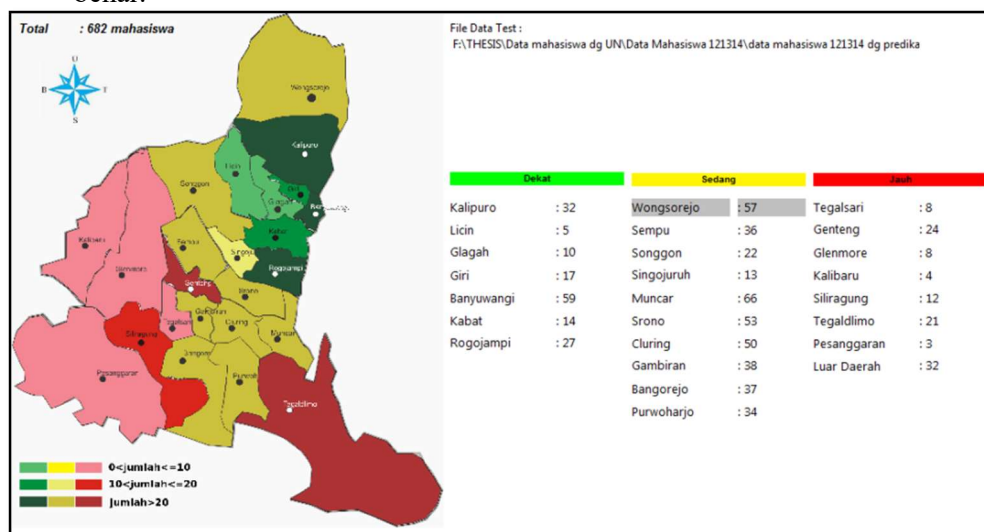 Total : 682 mahasiswa
U
B T
S
Wongsorejo
Kalipuro
Licin
Songgon
Giri
Glagah
Kabat
Sempu
Singoju
Rogojampi
Kalibaru
Glenmore
Genteng
Srono
Gambiran
Tegalsari
Cluring
Muncar
Siliragung
Pesanggaran
Bangorejo
Purwoh
Tegaldlimo
0<jumlah<=10
10<jumlah<=20
Jumlah>20
File Data Test :
F:\THESIS\Data mahasiswa dg UN\Data Mahasiswa 121314\data mahasiswa 121314 dg predika
Dekat Sedang Jauh
Kalipuro : 32 Wongsorejo : 57 Tegalsari : 8
Licin : 5 Sempu : 36 Genteng : 24
Glagah : 10 Songgon : 22 Glenmore : 8
Giri : 17 Singojuruh : 13 Kalibaru : 4
Banyuwangi : 59 Muncar : 66 Siliragung : 12
Kabat : 14 Srono : 53 Tegaldlimo : 21
Rogojampi : 27 Cluring : 50 Pesanggaran : 3
Gambiran : 38 Luar Daerah : 32
Bangorejo : 37
Purwoharjo : 34